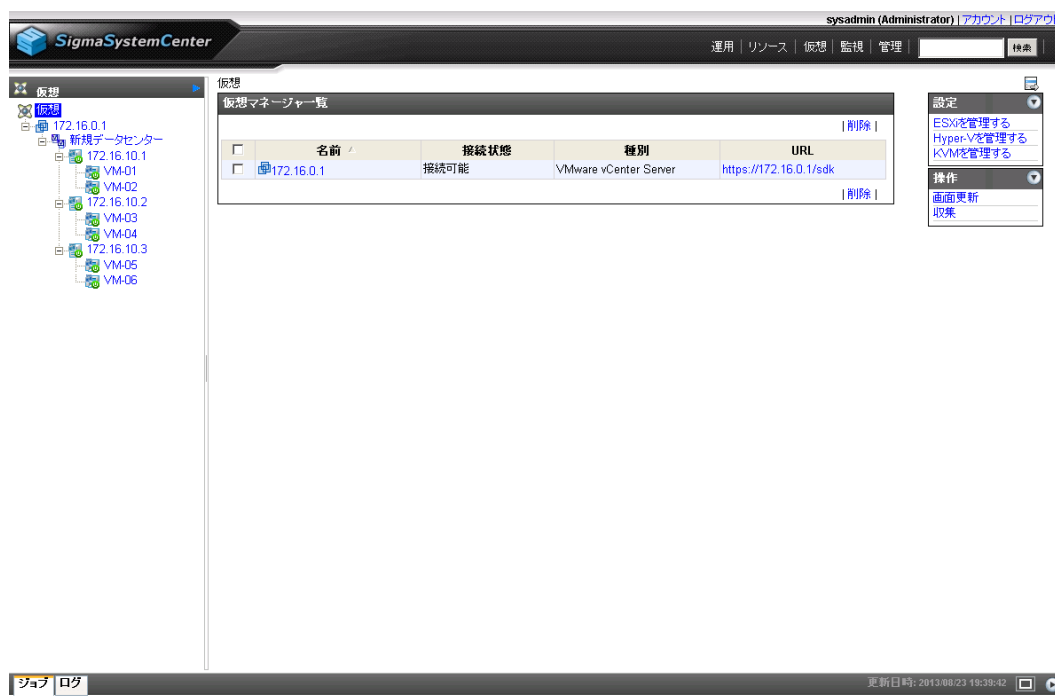 sysadmin (Administrator) | アカウント | ログアウ
SigmaSystemCenter
運用 | リソース | 仮想 | 監視 | 管理 | 検索 |
仮想
仮想
172.16.0.1
新規データセンター
172.16.10.1
VM-01
VM-02
172.16.10.2
VM-03
VM-04
172.16.10.3
VM-05
VM-06
仮想
仮想マネージャ一覧
| 削除 |
名前 接続状態 種別 URL
172.16.0.1 接続可能 VMware vCenter Server https://172.16.0.1/sdk
| 削除 |
設定
ESXiを管理する
Hyper-Vを管理する
KVMを管理する
操作
画面更新
収集
ジョブ ログ
更新日時: 2013/08/23 19:39:42